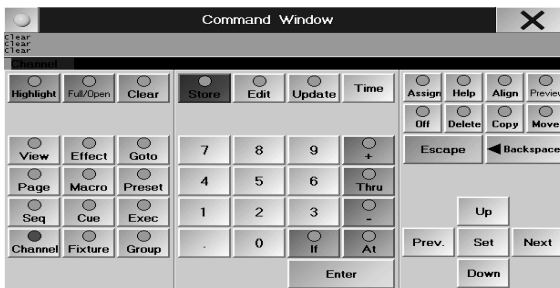 Command Window
Clear
Clear
Clear
Channel
Highlight Full/Open Clear Store Edit Update Time Assign Help Align Preview
Off Delete Copy Move
View Effect Goto 7 8 9 + Escape Backspace
Page Macro Preset 4 5 6 Thru
Seq Cue Exec 1 2 3 - Up
Channel Fixture Group . 0 If At Prev. Set Next
Enter Down